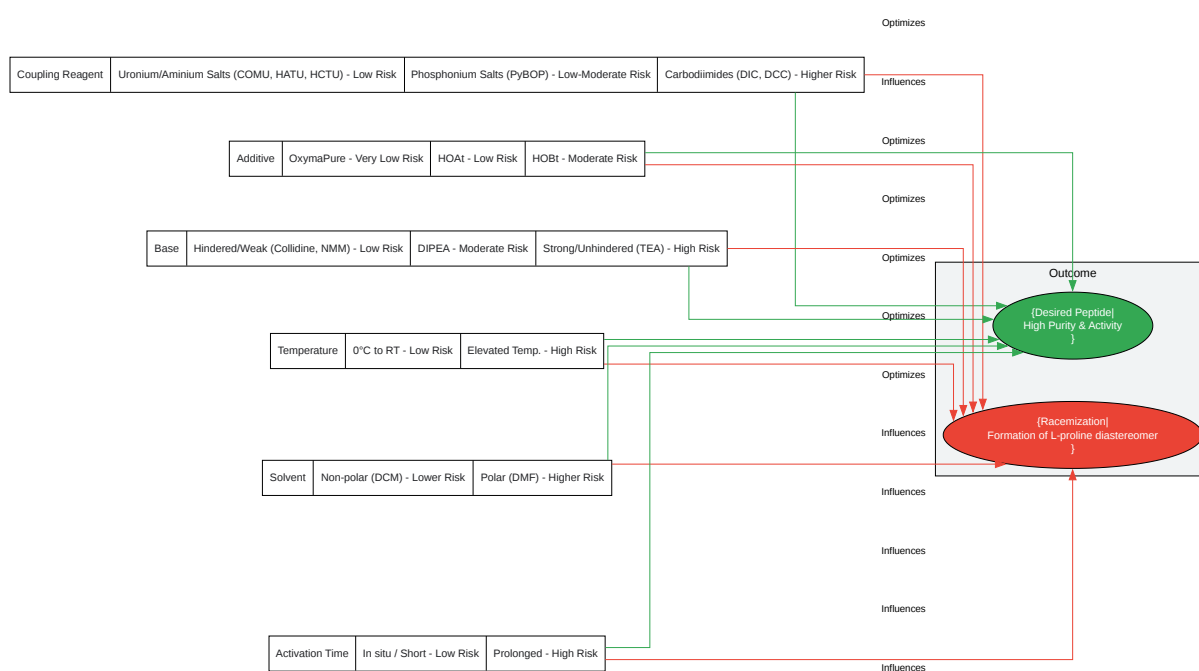 Optimizes
Coupling Reagent
Uronium/Aminium Salts (COMU, HATU, HCTU) - Low Risk
Phosphonium Salts (PyBOP) - Low-Moderate Risk
Carbodiimides (DIC, DCC) - Higher Risk
Influences
Optimizes
Additive
OxymaPure - Very Low Risk
HOAt - Low Risk
HOBt - Moderate Risk
Optimizes
Base
Hindered/Weak (Collidine, NMM) - Low Risk
DIPEA - Moderate Risk
Strong/Unhindered (TEA) - High Risk
Optimizes
Outcome
{Desired Peptide|
High Purity & Activity
}
Optimizes
Temperature
0°C to RT - Low Risk
Elevated Temp. - High Risk
Optimizes
{Racemization|
Formation of L-proline diastereomer
}
Influences
Solvent
Non-polar (DCM) - Lower Risk
Polar (DMF) - Higher Risk
Influences
Influences
Influences
Activation Time
In situ / Short - Low Risk
Prolonged - High Risk
Influences